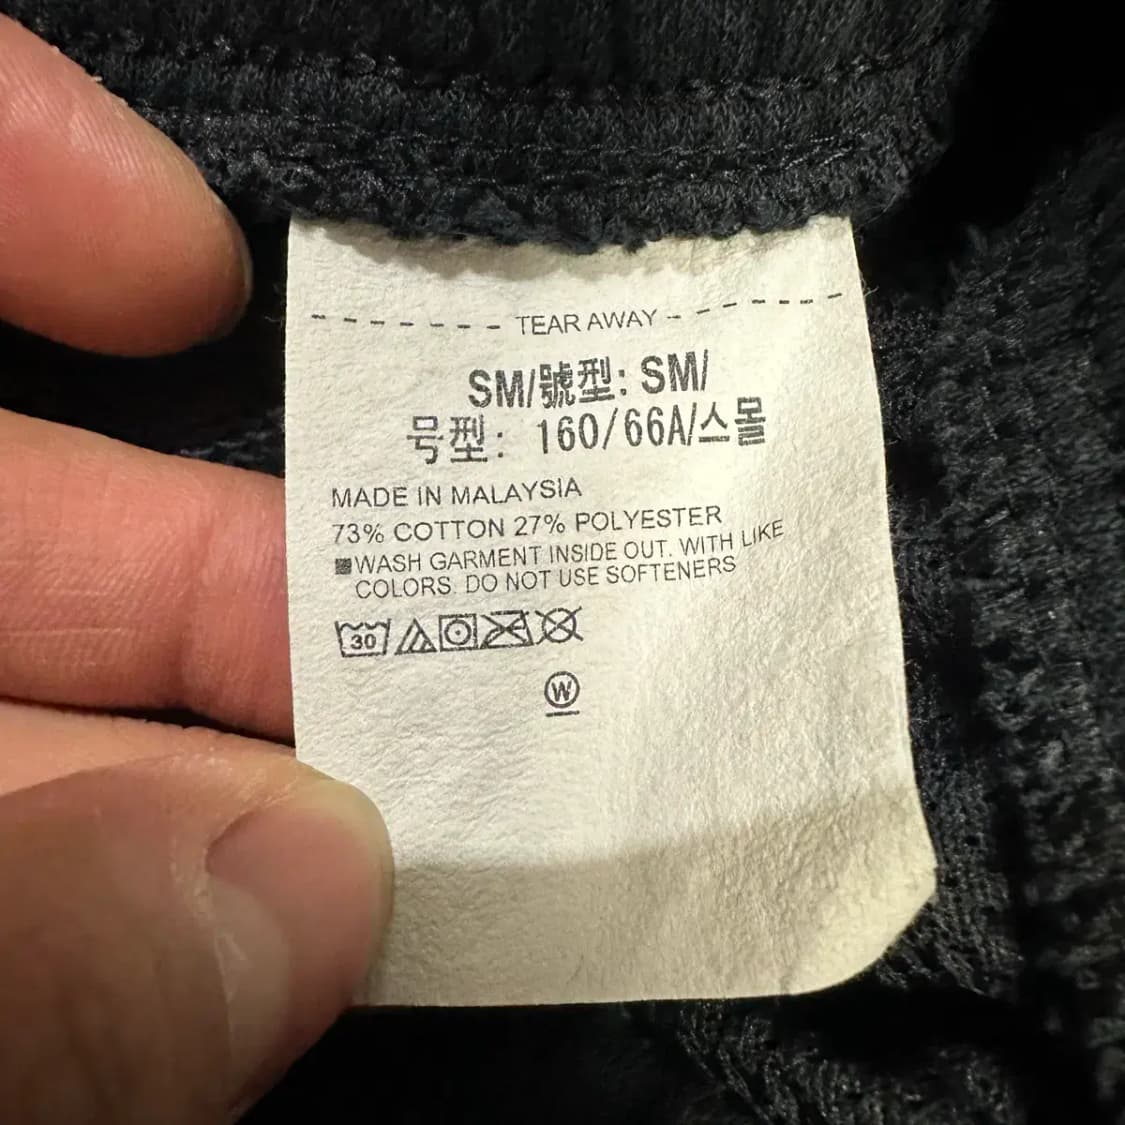 TEAR AWAY
SM/號型: SM/
号型: 160/66A/스몰
MADE IN MALAYSIA
73% COTTON 27% POLYESTER
■WASH GARMENT INSIDE OUT. WITH LIKE
COLORS. DO NOT USE SOFTENERS
30
W